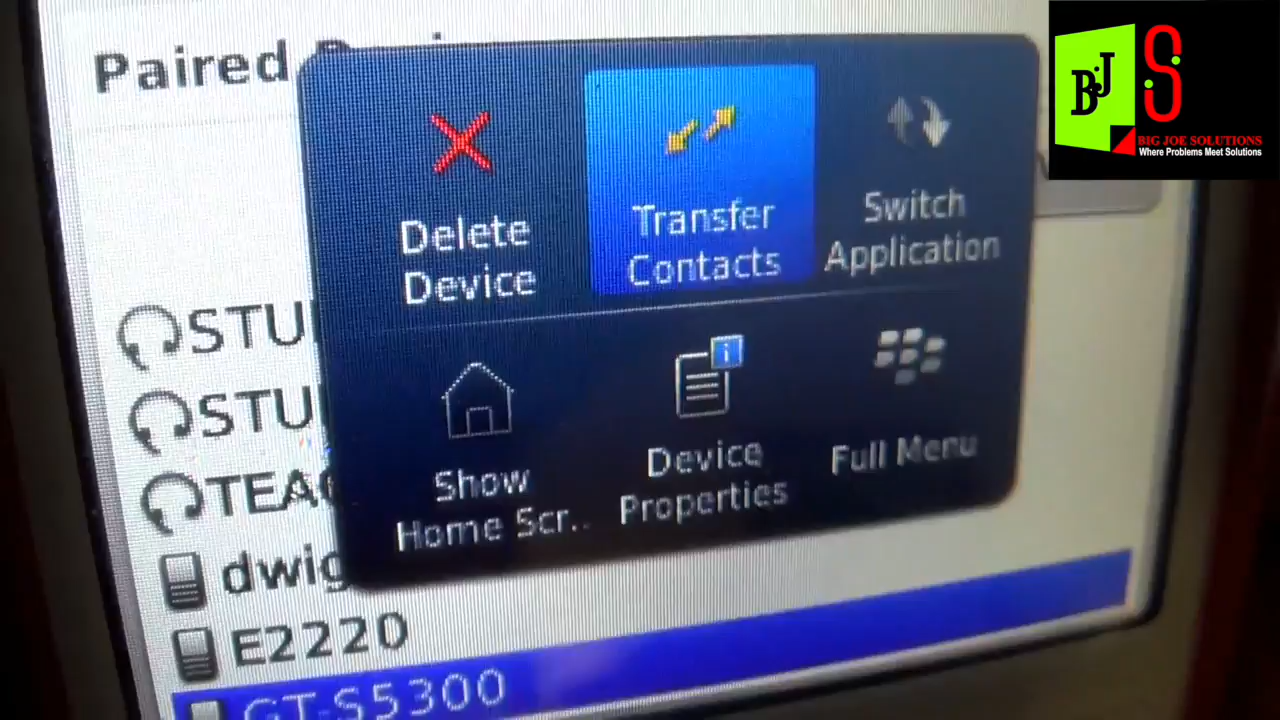 Paired
Delete
Device
Transfer
Contacts
Switch
Application
Show
Home Scr..
Device
Properties
Full Menu
STU
STU
TEAC
dwig
E2220
GT-S5300
BJS
BIG JOE SOLUTIONS
Where Problems Meet Solutions